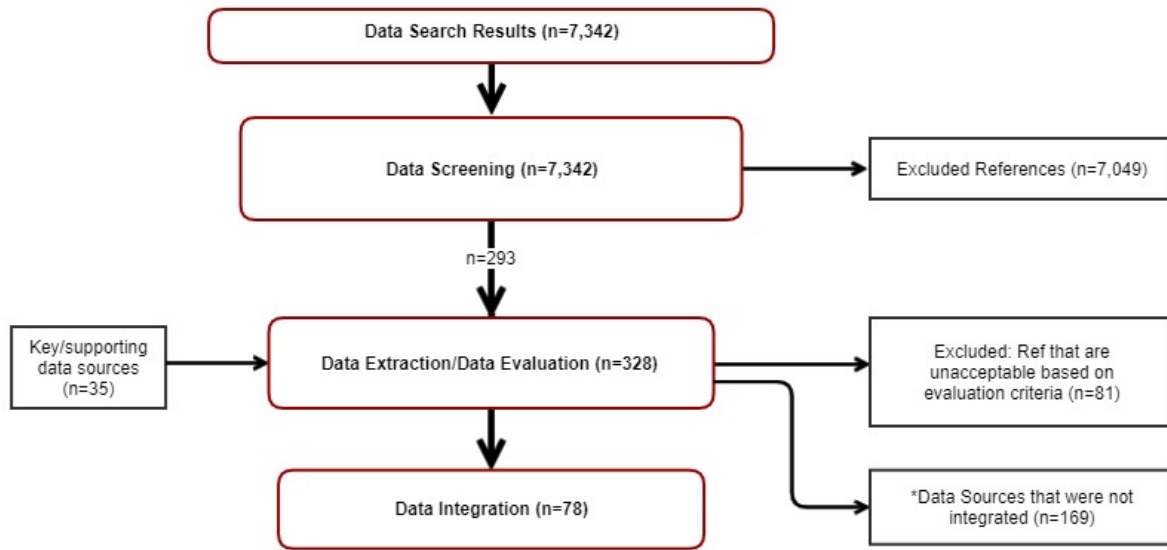 Data Search Results (n=7,342)
Data Screening (n=7,342)
Excluded References (n=7,049)
n=293
Key/supporting
data sources
(n=35)
Data Extraction/Data Evaluation (n=328)
Excluded: Ref that are
unacceptable based on
evaluation criteria (n=81)
Data Integration (n=78)
*Data Sources that were not
integrated (n=169)